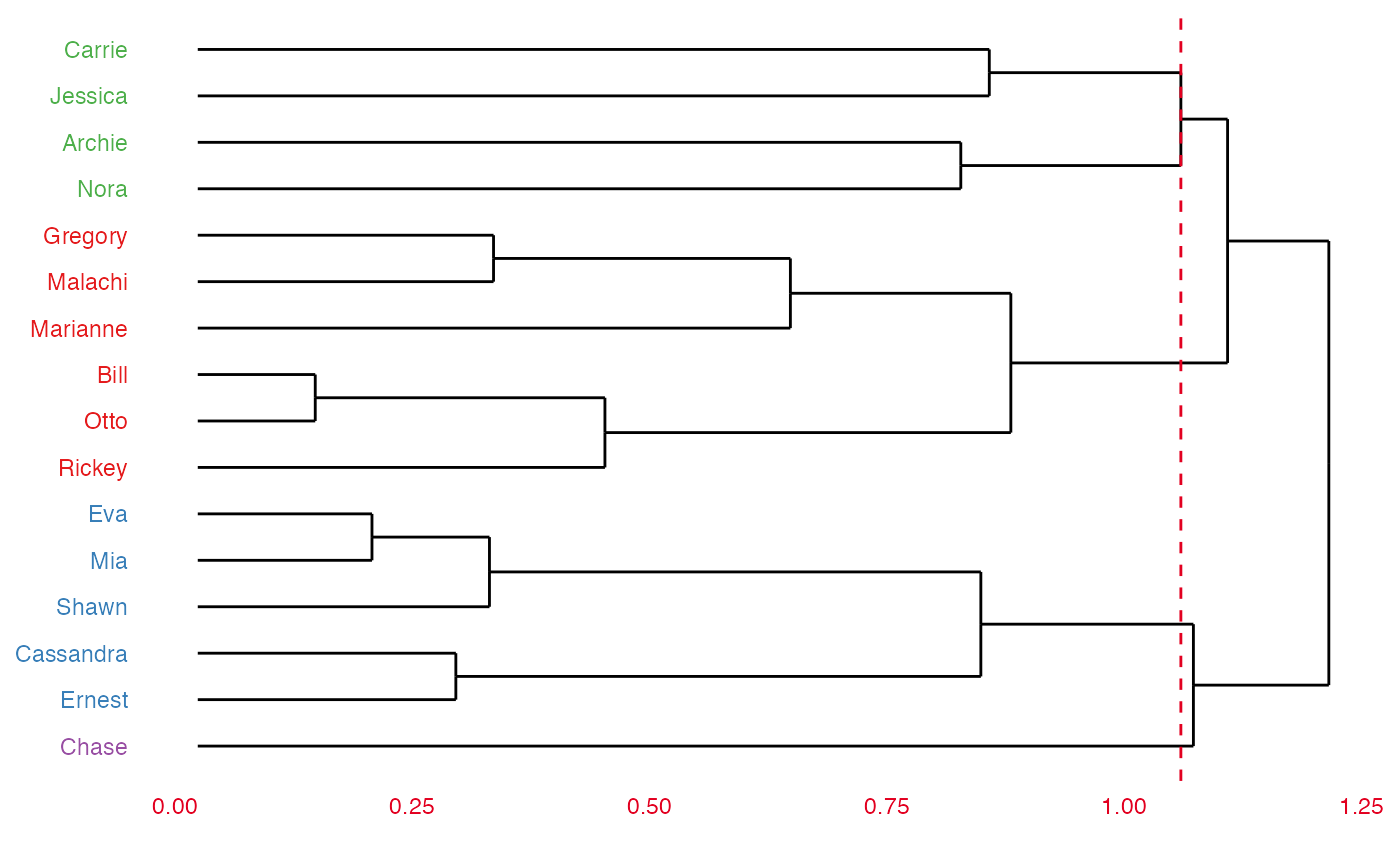 Carrie
Jessica
Archie
Nora
Gregory
Malachi
Marianne
Bill
Otto
Rickey
Eva
Mia
Shawn
Cassandra
Ernest
Chase
0.00 0.25 0.50 0.75 1.00 1.25